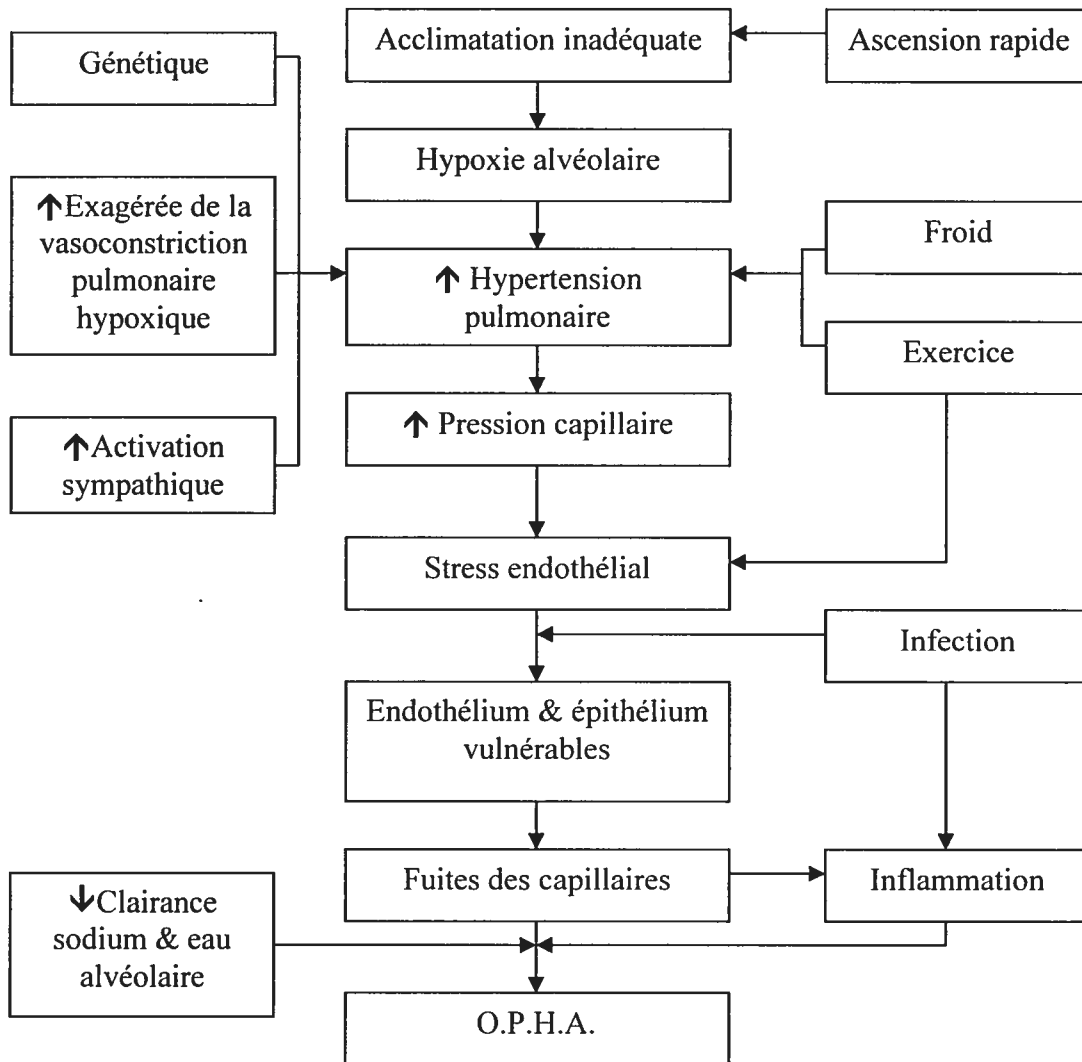 Acclimatation inadéquate
Ascension rapide
Génétique
Hypoxie alvéolaire
↑Exagérée de la
vasoconstriction
pulmonaire
hypoxique
↑ Hypertension
pulmonaire
Froid
Exercice
↑ Pression capillaire
↑Activation
sympathique
Stress endothélial
Infection
Endothélium & épithélium
vulnérables
Fuites des capillaires
Inflammation
↓Clairance
sodium & eau
alvéolaire
O.P.H.A.